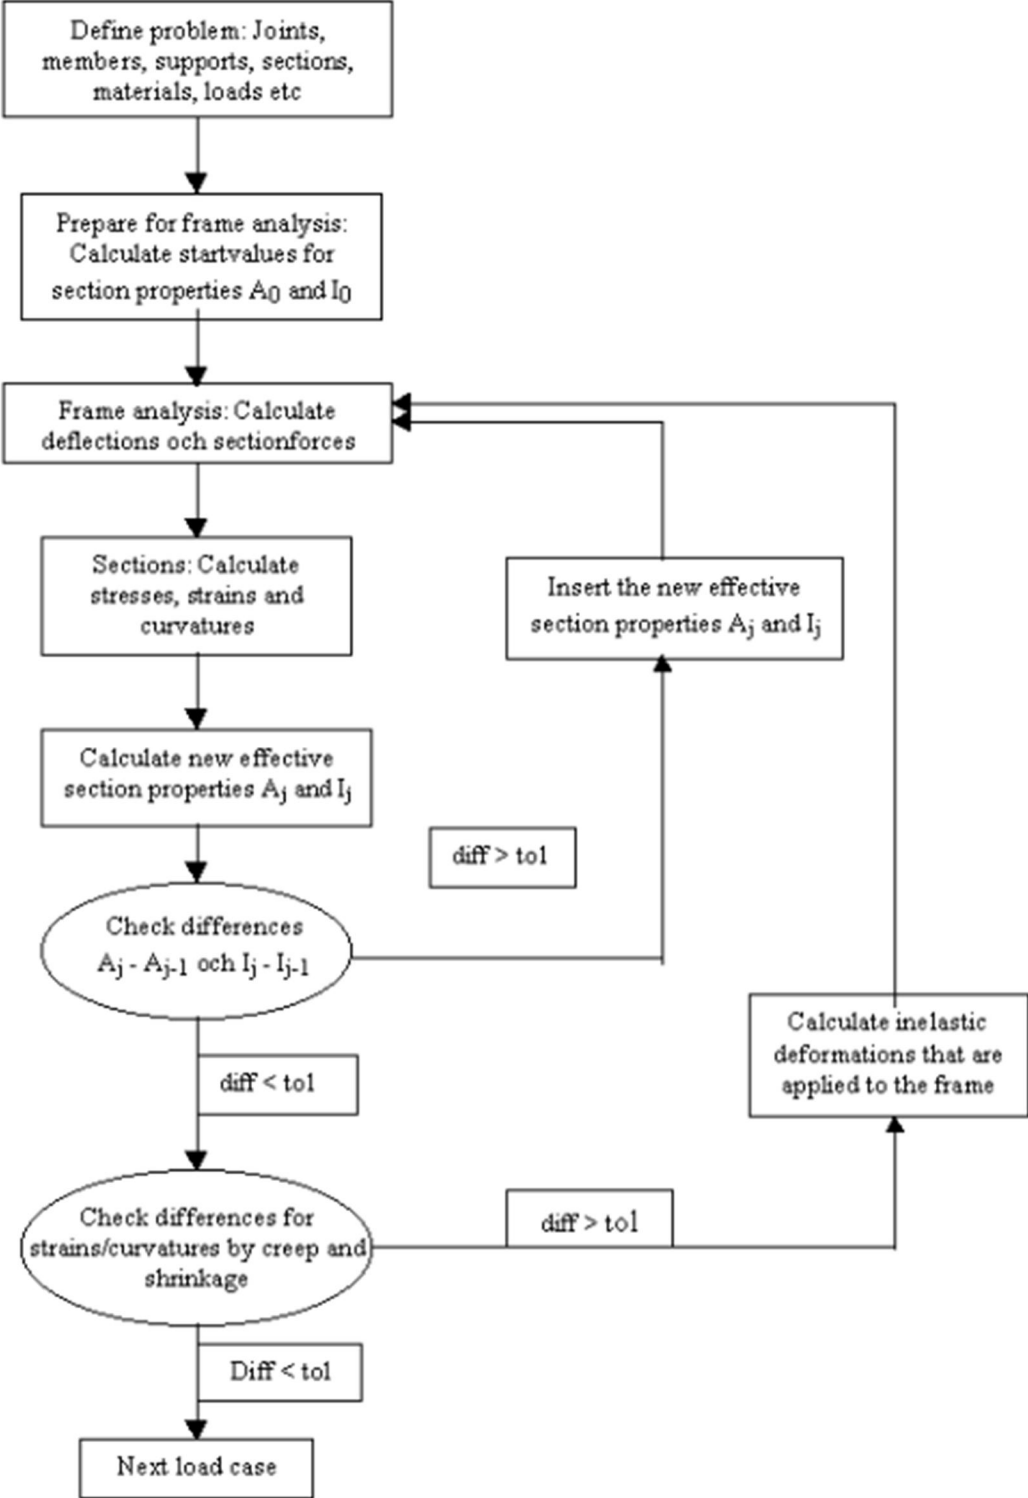 Define problem: Joints,
members, supports, sections,
materials, loads etc
Prepare for frame analysis:
Calculate startvalues for
section properties A0 and I0
Frame analysis: Calculate
deflections och sectionforces
Sections: Calculate
stresses, strains and
curvatures
Insert the new effective
section properties Aj and Ij
Calculate new effective
section properties Aj and Ij
diff > tol
Check differences
Aj - Aj-1 och Ij - Ij-1
Calculate inelastic
deformations that are
applied to the frame
diff < tol
Check differences for
strains/curvatures by creep and
shrinkage
diff > tol
Diff < tol
Next load case